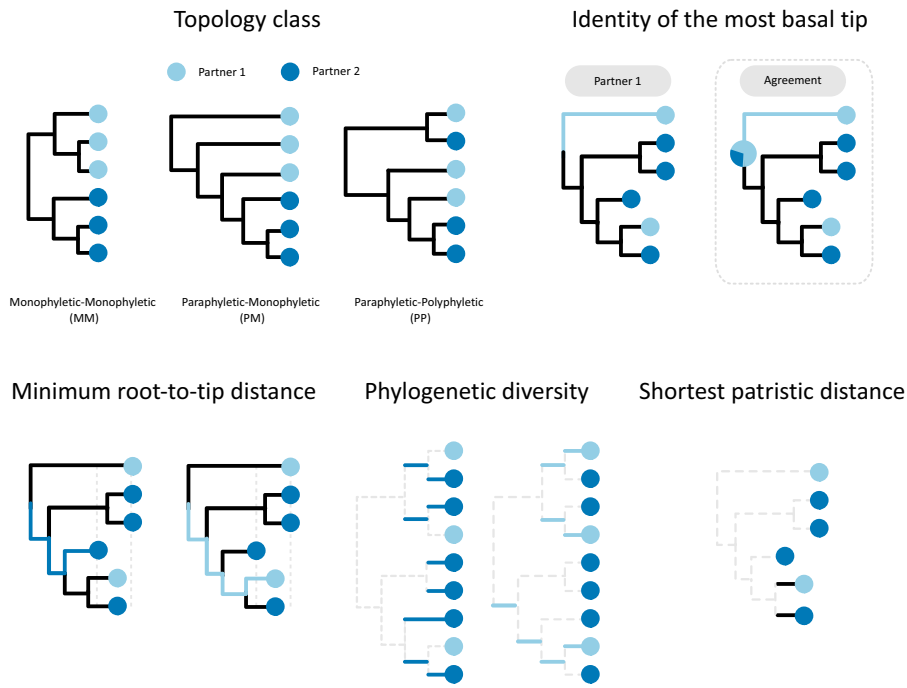 Topology class
Identity of the most basal tip
Partner 1
Partner 2
Partner 1
Agreement
Monophyletic-Monophyletic
(MM)
Paraphyletic-Monophyletic
(PM)
Paraphyletic-Polyphyletic
(PP)
Minimum root-to-tip distance
Phylogenetic diversity
Shortest patristic distance